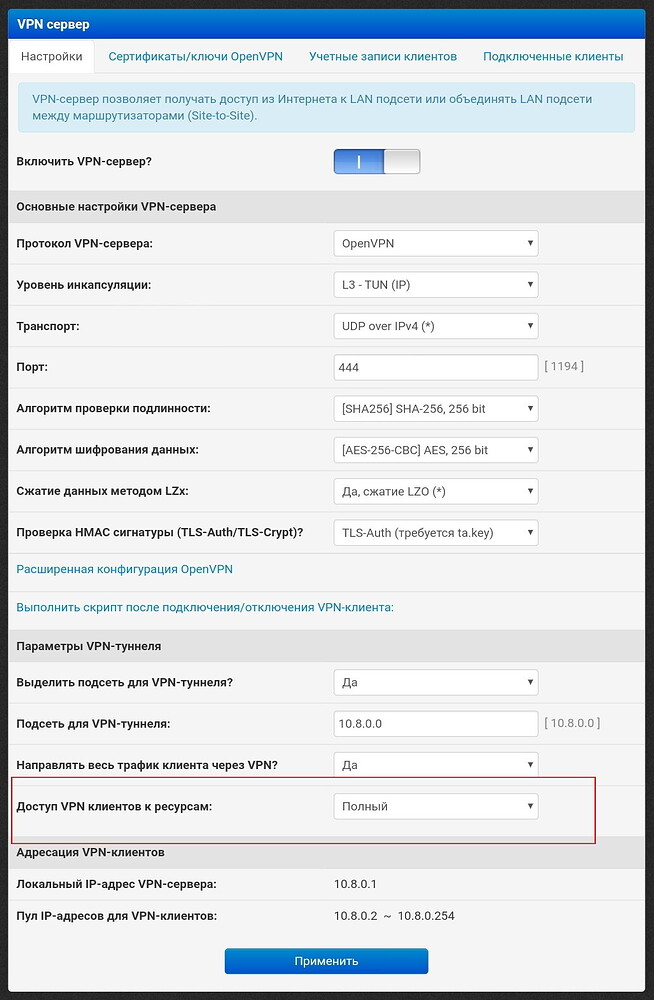 VPN сервер
Настройки
Сертификаты/ключи OpenVPN
Учетные записи клиентов
Подключенные клиенты
VPN-сервер позволяет получать доступ из Интернета к LAN подсети или объединять LAN подсети
между маршрутизаторами (Site-to-Site).
Включить VPN-сервер?
Основные настройки VPN-сервера
Протокол VPN-сервера: OpenVPN
Уровень инкапсуляции: L3 - TUN (IP)
Транспорт: UDP over IPv4 (*)
Порт: 444 [ 1194 ]
Алгоритм проверки подлинности: [SHA256] SHA-256, 256 bit
Алгоритм шифрования данных: [AES-256-CBC] AES, 256 bit
Сжатие данных методом LZx: Да, сжатие LZO (*)
Проверка HMAC сигнатуры (TLS-Auth/TLS-Crypt)? TLS-Auth (требуется ta.key)
Расширенная конфигурация OpenVPN
Выполнить скрипт после подключения/отключения VPN-клиента:
Параметры VPN-туннеля
Выделить подсеть для VPN-туннеля? Да
Подсеть для VPN-туннеля: 10.8.0.0 [ 10.8.0.0 ]
Направлять весь трафик клиента через VPN? Да
Доступ VPN клиентов к ресурсам: Полный
Адресация VPN-клиентов
Локальный IP-адрес VPN-сервера: 10.8.0.1
Пул IP-адресов для VPN-клиентов: 10.8.0.2 ~ 10.8.0.254
Применить